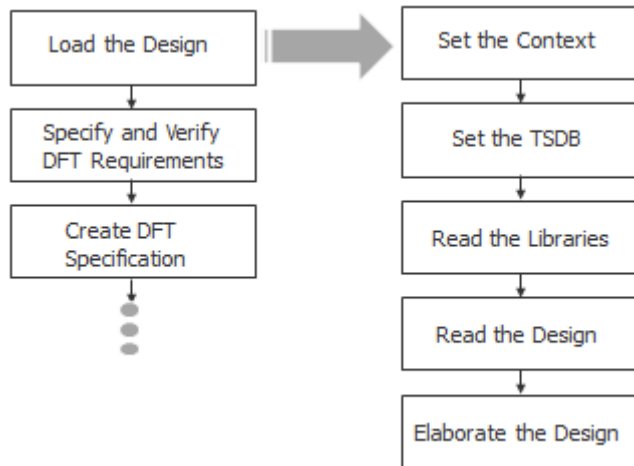 Load the Design
Specify and Verify
DFT Requirements
Create DFT
Specification
Set the Context
Set the TSDB
Read the Libraries
Read the Design
Elaborate the Design